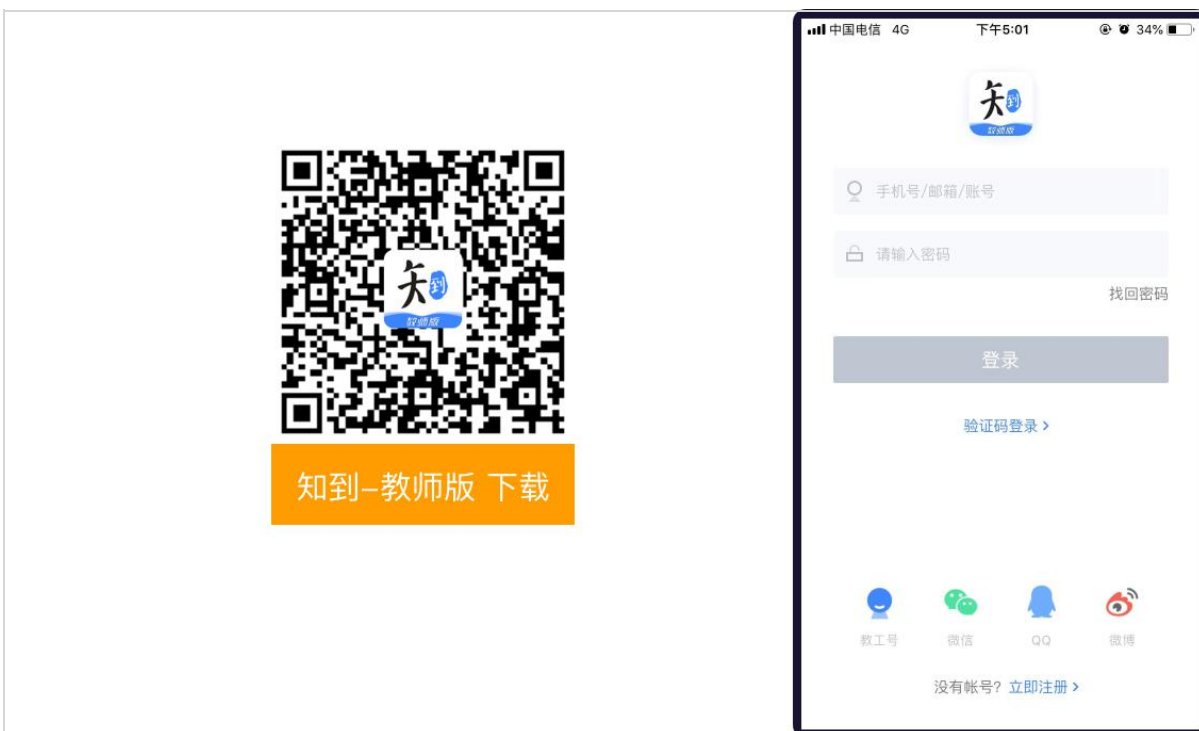 知到
教师版
知到–教师版 下载
中国电信 4G 下午5:01 34%
知到
教师版
手机号/邮箱/账号
请输入密码
找回密码
登录
验证码登录 >
教工号 微信 QQ 微博
没有帐号? 立即注册 >